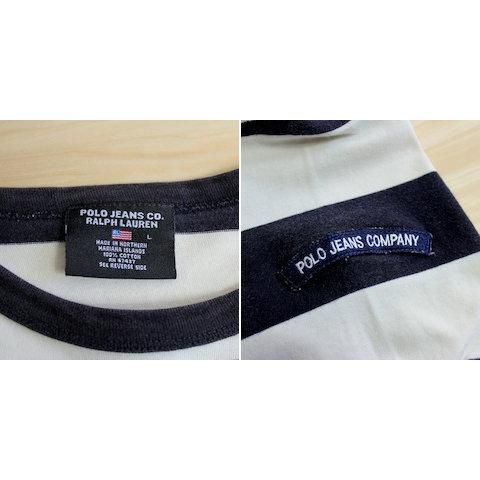 POLO JEANS CO.
RALPH LAUREN
L
MADE IN NORTHERN
MARIANA ISLANDS
100% COTTON
RN 47437
SEE REVERSE SIDE
POLO JEANS COMPANY